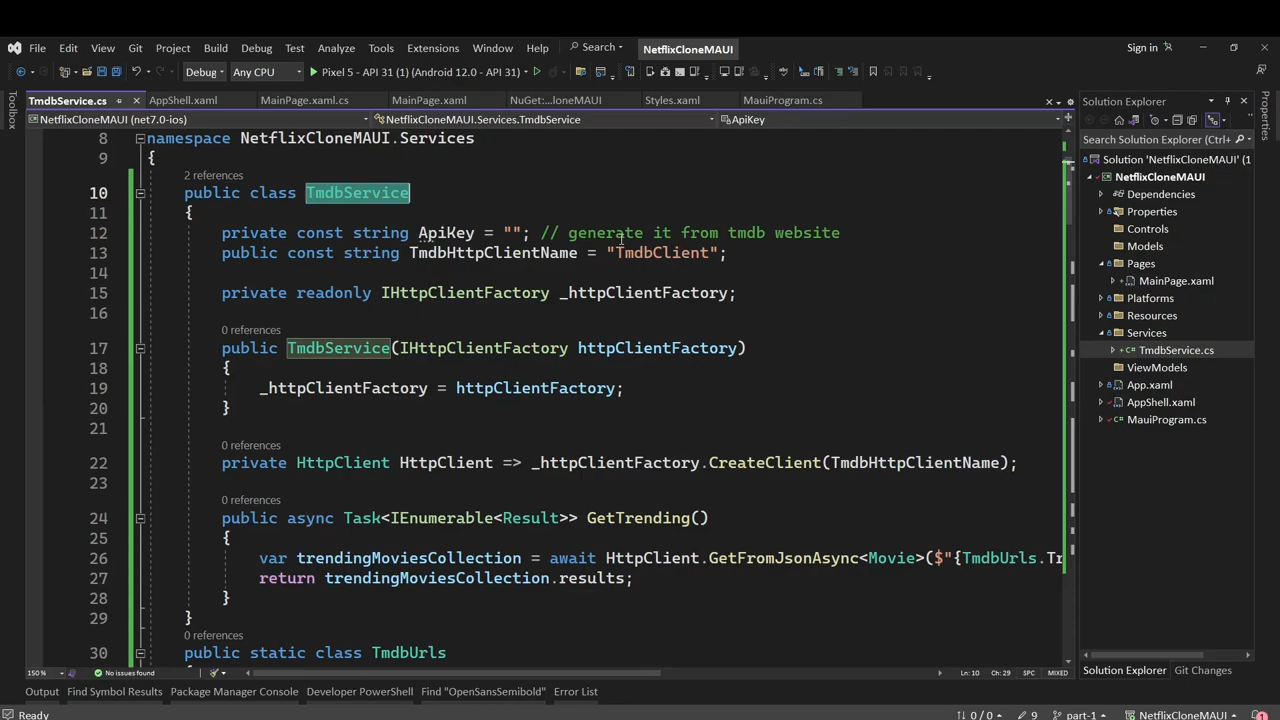 File Edit View Git Project Build Debug Test Analyze Tools Extensions Window Help Search NetflixCloneMAUI Sign in
Debug Any CPU Pixel 5 - API 31 (1) (Android 12.0 - API 31)
Toolbox
TmdbService.cs AppShell.xaml MainPage.xaml.cs MainPage.xaml NuGet:...loneMAUI Styles.xaml MauiProgram.cs
NetflixCloneMAUI (net7.0-ios) NetflixCloneMAUI.Services.TmdbService ApiKey
8 namespace NetflixCloneMAUI.Services
9 {
2 references
10 public class TmdbService
11 {
12 private const string ApiKey = ""; // generate it from tmdb website
13 public const string TmdbHttpClientName = "TmdbClient";
14
15 private readonly IHttpClientFactory _httpClientFactory;
16
0 references
17 public TmdbService(IHttpClientFactory httpClientFactory)
18 {
19 _httpClientFactory = httpClientFactory;
20 }
21
0 references
22 private HttpClient HttpClient => _httpClientFactory.CreateClient(TmdbHttpClientName);
23
0 references
24 public async Task<IEnumerable<Result>> GetTrending()
25 {
26 var trendingMoviesCollection = await HttpClient.GetFromJsonAsync<Movie>($"{TmdbUrls.Tr
27 return trendingMoviesCollection.results;
28 }
29 }
0 references
30 public static class TmdbUrls
150 % No issues found Ln: 10 Ch: 29 SPC MIXED
Solution Explorer
Search Solution Explorer (Ctrl+
Solution 'NetflixCloneMAUI' (1
NetflixCloneMAUI
Dependencies
Properties
Controls
Models
Pages
MainPage.xaml
Platforms
Resources
Services
TmdbService.cs
ViewModels
App.xaml
AppShell.xaml
MauiProgram.cs
Solution Explorer Git Changes
Properties
Output Find Symbol Results Package Manager Console Developer PowerShell Find "OpenSansSemibold" Error List
Ready 0 / 0 9 part-1 NetflixCloneMAUI 1